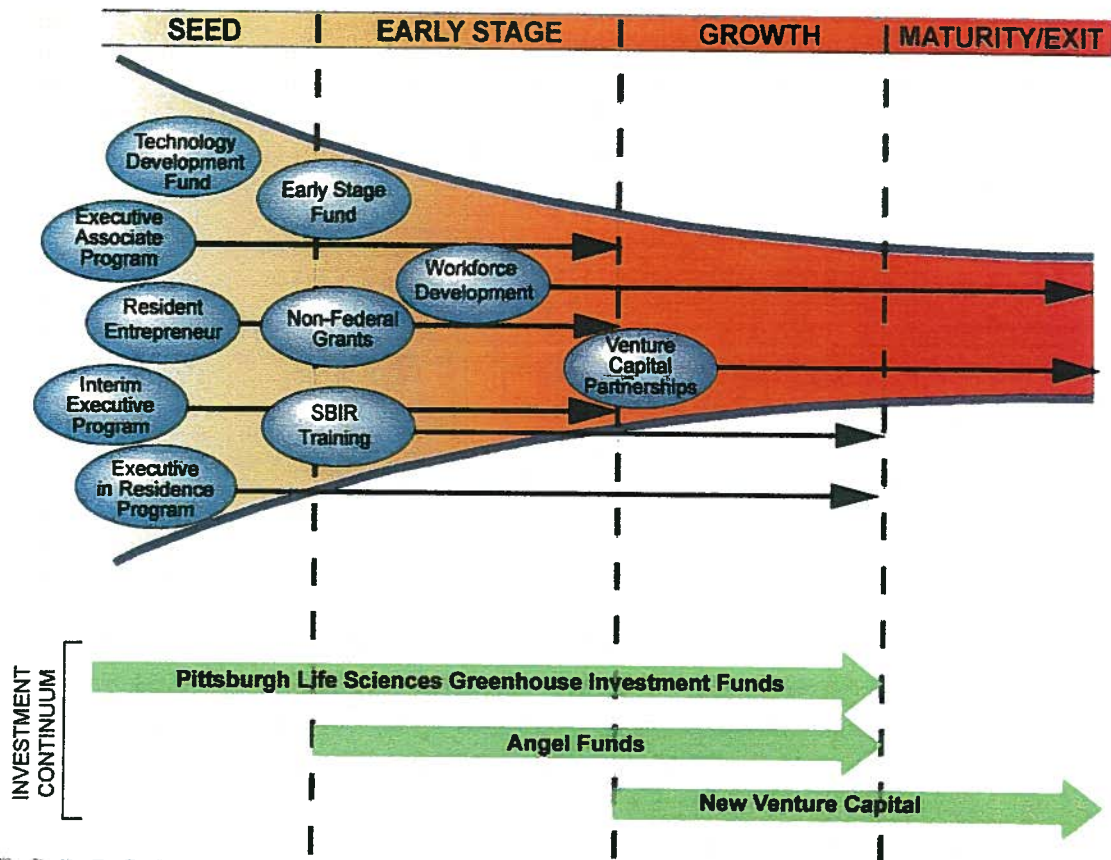 SEED
EARLY STAGE
GROWTH
MATURITY/EXIT
Technology
Development
Fund
Early Stage
Fund
Executive
Associate
Program
Workforce
Development
Resident
Entrepreneur
Non-Federal
Grants
Venture
Capital
Partnerships
Interim
Executive
Program
SBIR
Training
Executive
in Residence
Program
INVESTMENT
CONTINUUM
Pittsburgh Life Sciences Greenhouse Investment Funds
Angel Funds
New Venture Capital